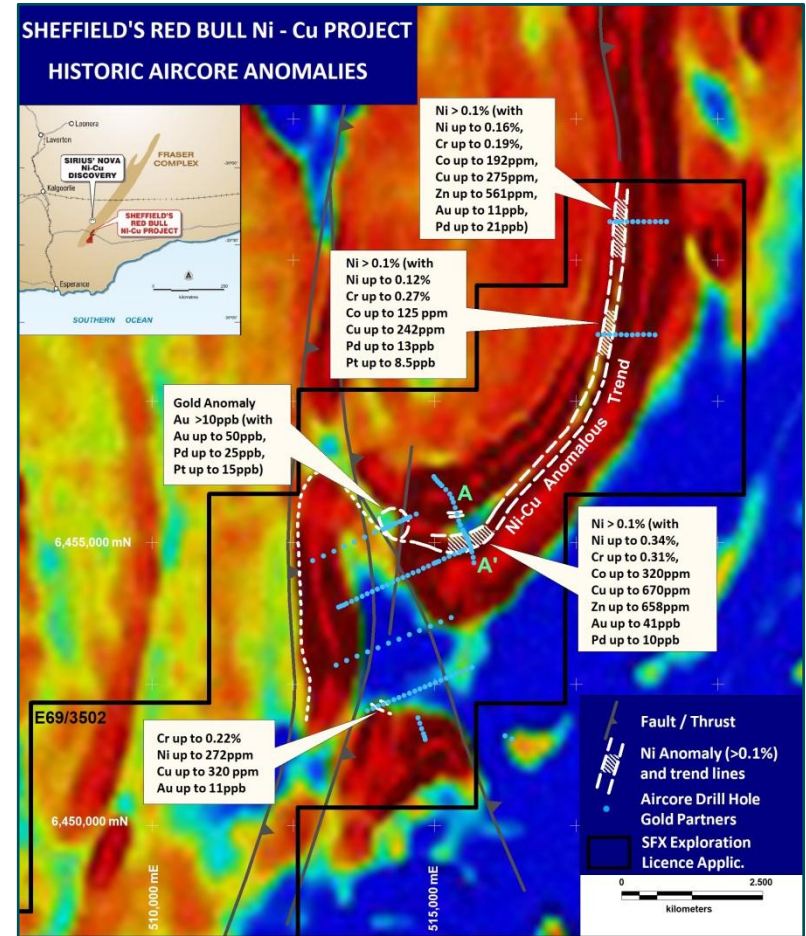 SHEFFIELD'S RED BULL Ni - Cu PROJECT
HISTORIC AIRCORE ANOMALIES
Leonora
Laverton
FRASER
COMPLEX
SIRIUS' NOVA
Ni-Cu
DISCOVERY
Kalgoorlie
SHEFFIELD'S
RED BULL
Ni-Cu PROJECT
Esperance
kilometres
SOUTHERN OCEAN
Ni > 0.1% (with
Ni up to 0.16%,
Cr up to 0.19%,
Co up to 192ppm,
Cu up to 275ppm,
Zn up to 561ppm,
Au up to 11ppb,
Pd up to 21ppb)
Ni > 0.1% (with
Ni up to 0.12%
Cr up to 0.27%
Co up to 125 ppm
Cu up to 242ppm
Pd up to 13ppb
Pt up to 8.5ppb
Gold Anomaly
Au >10ppb (with
Au up to 50ppb,
Pd up to 25ppb,
Pt up to 15ppb)
Ni-Cu Anomalous Trend
A
A'
6,455,000 mN
Ni > 0.1% (with
Ni up to 0.34%,
Cr up to 0.31%,
Co up to 320ppm
Cu up to 670ppm
Zn up to 658ppm
Au up to 41ppb
Pd up to 10ppb
E69/3502
Cr up to 0.22%
Ni up to 272ppm
Cu up to 320 ppm
Au up to 11ppb
6,450,000 mN
510,000 mE
515,000 mE
Fault / Thrust
Ni Anomaly (>0.1%)
and trend lines
Aircore Drill Hole
Gold Partners
SFX Exploration
Licence Applic.
0 2.500
kilometers